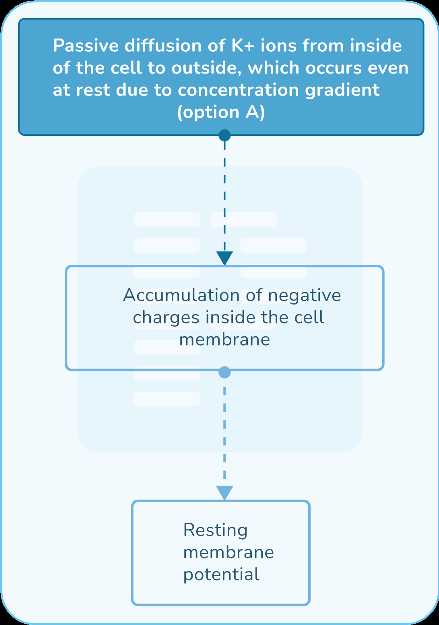 Passive diffusion of K+ ions from inside
of the cell to outside, which occurs even
at rest due to concentration gradient
(option A)
Accumulation of negative
charges inside the cell
membrane
Resting
membrane
potential